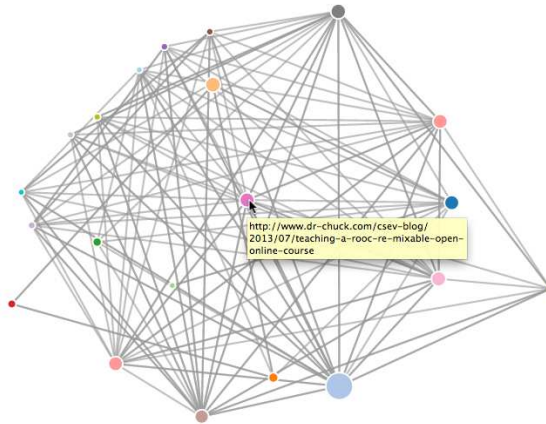 http://www.dr-chuck.com/csev-blog/
2013/07/teaching-a-rooc-re-mixable-open-
online-course